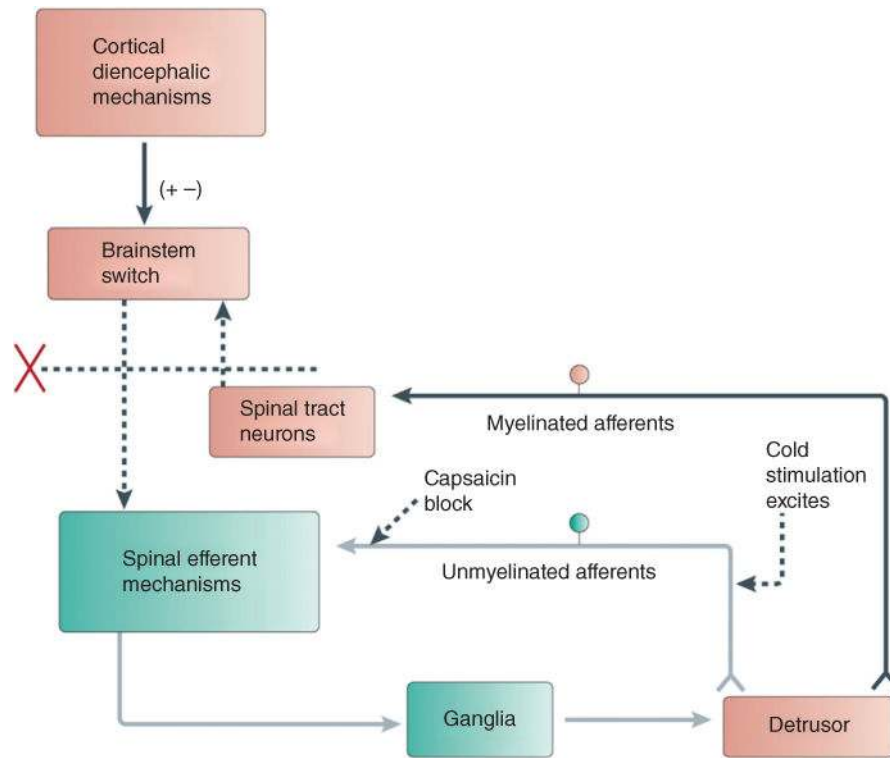 Cortical
diencephalic
mechanisms
(+ −)
Brainstem
switch
Spinal tract
neurons
Myelinated afferents
Cold
stimulation
excites
Capsaicin
block
Unmyelinated afferents
Spinal efferent
mechanisms
Ganglia
Detrusor